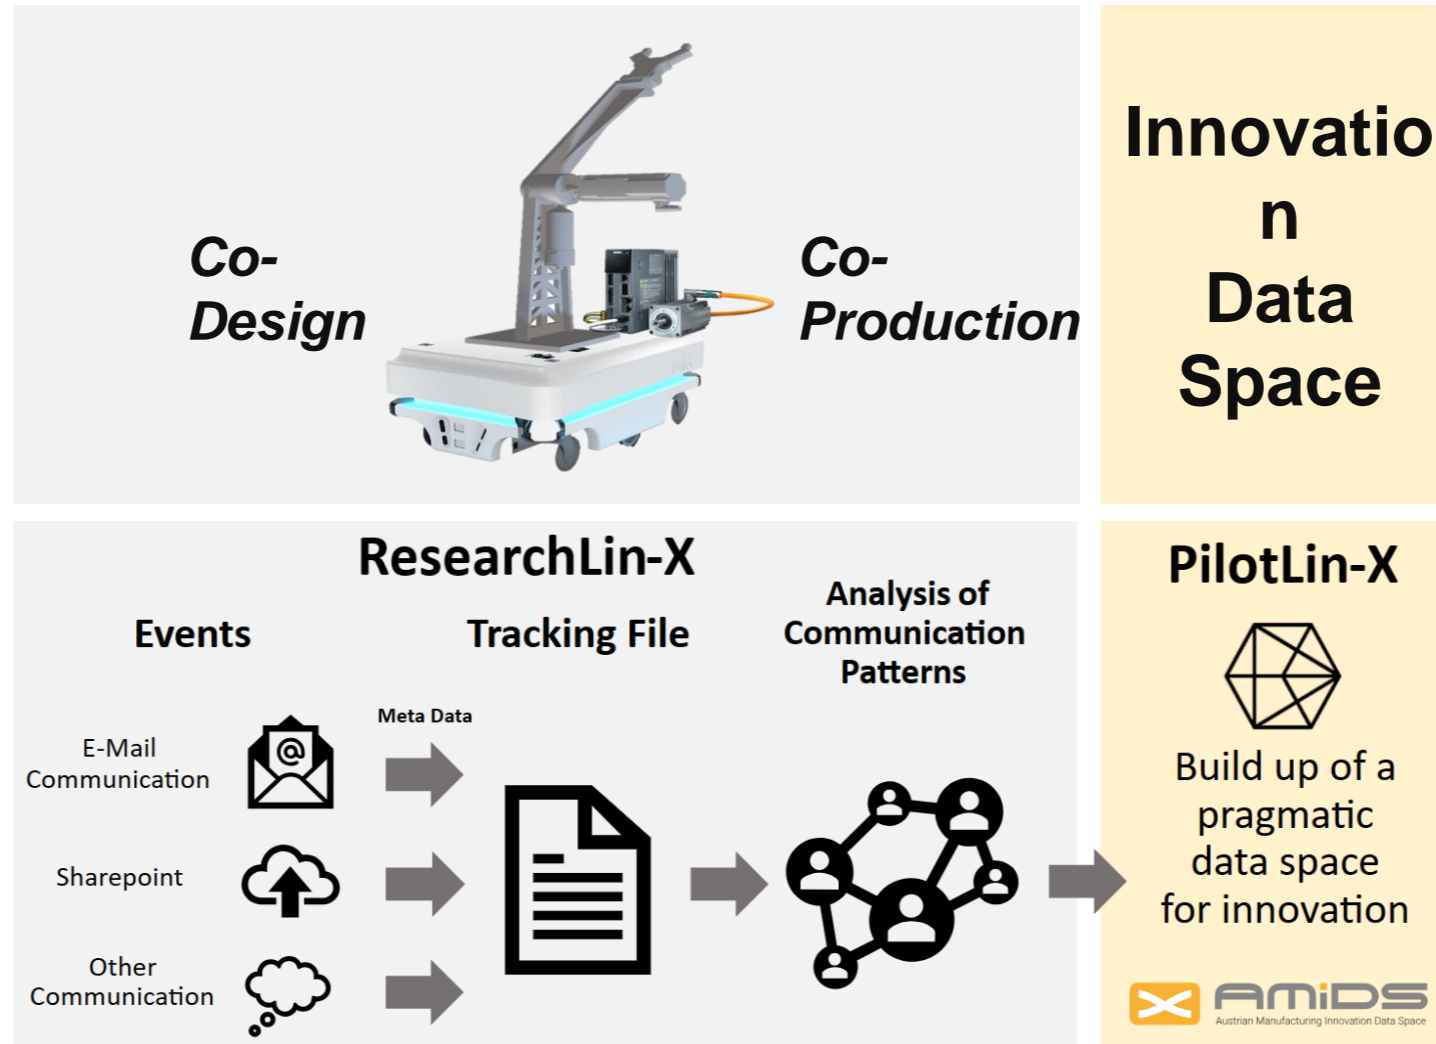 Co-
Design
Co-
Production
Innovatio
n
Data
Space
ResearchLin-X
Events
Tracking File
Analysis of
Communication
Patterns
Meta Data
E-Mail
Communication
@
Sharepoint
Other
Communication
PilotLin-X
Build up of a
pragmatic
data space
for innovation
AMiDS
Austrian Manufacturing Innovation Data Space